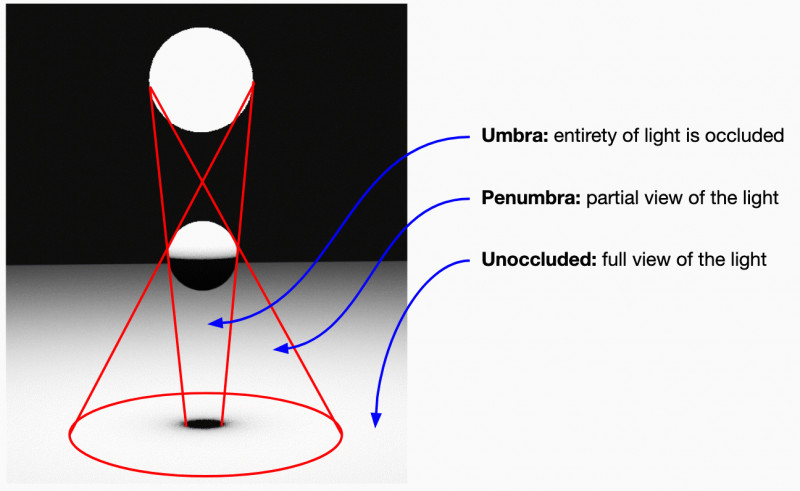 Umbra: entirety of light is occluded
Penumbra: partial view of the light
Unoccluded: full view of the light